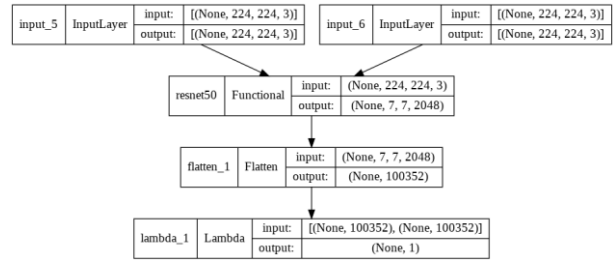 input_5 InputLayer input: [(None, 224, 224, 3)]
output: [(None, 224, 224, 3)]
input_6 InputLayer input: [(None, 224, 224, 3)]
output: [(None, 224, 224, 3)]
resnet50 Functional input: (None, 224, 224, 3)
output: (None, 7, 7, 2048)
flatten_1 Flatten input: (None, 7, 7, 2048)
output: (None, 100352)
lambda_1 Lambda input: [(None, 100352), (None, 100352)]
output: (None, 1)